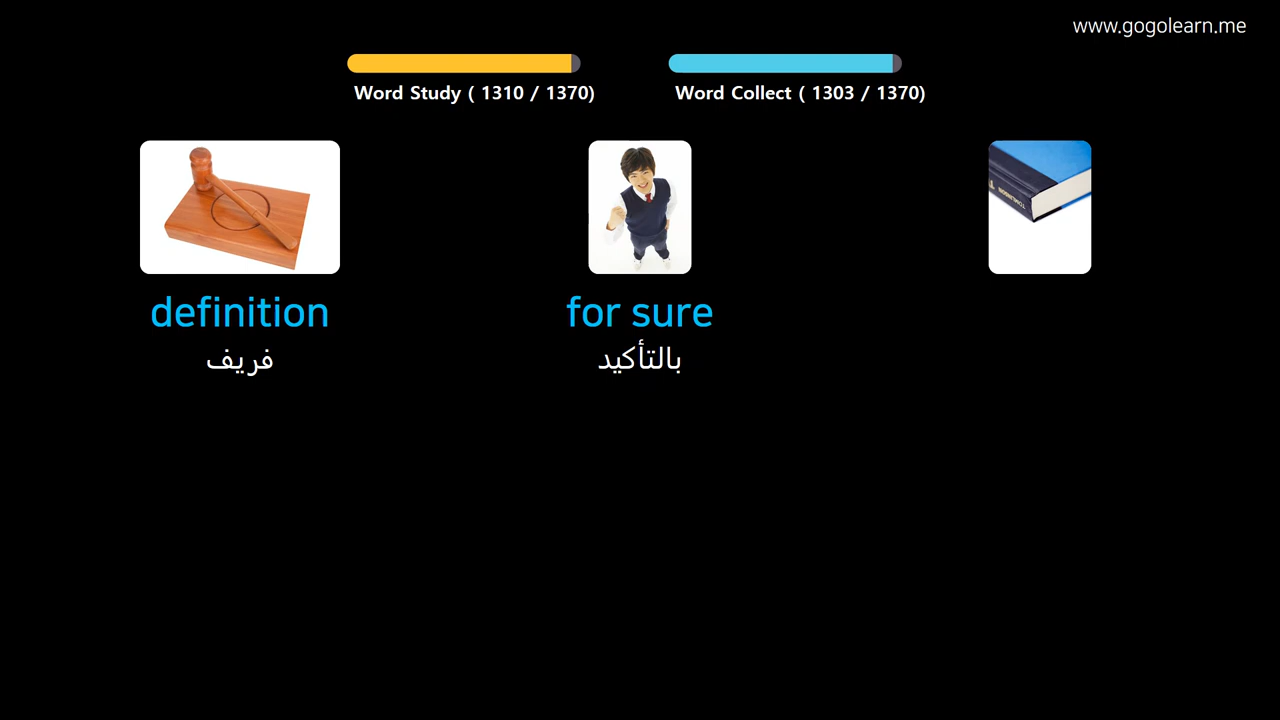 www.gogolearn.me
Word Study ( 1310 / 1370)
Word Collect ( 1303 / 1370)
definition
for sure
فريف
بالتأكيد